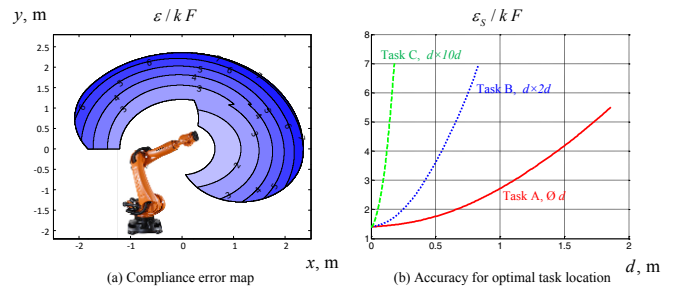 y, m
ε / k F
ε_S / k F
2.5
2
1.5
1
0.5
0
-0.5
-1
-1.5
-2
-2
-1
0
1
2
x, m
(a) Compliance error map
8
7
6
5
4
3
2
1
0
0.5
1
1.5
2
Task C, d×10d
Task B, d×2d
Task A, Ø d
(b) Accuracy for optimal task location
d, m